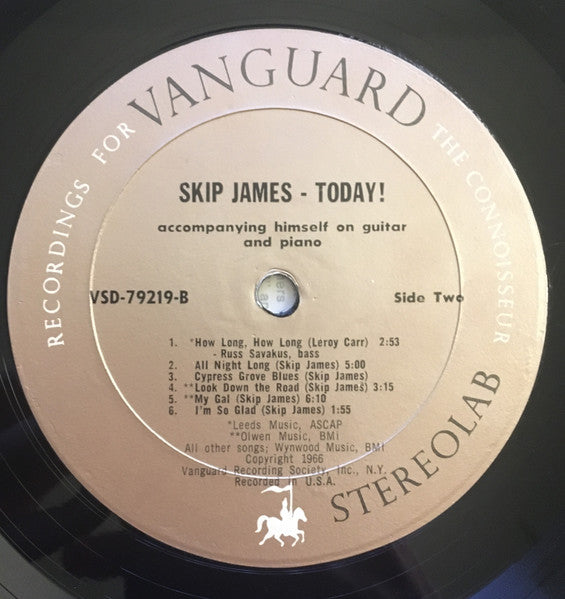 RECORDINGS FOR VANGUARD THE CONNOISSEUR
SKIP JAMES - TODAY!
accompanying himself on guitar
and piano
VSD-79219-B
Side Two
1. *How Long, How Long (Leroy Carr) 2:53
- Russ Savakus, bass
2. All Night Long (Skip James) 5:00
3. Cypress Grove Blues (Skip James)
4. **Look Down the Road (Skip James) 3:15
5. **My Gal (Skip James) 6:10
6. I'm So Glad (Skip James) 1:55
*Leeds Music, ASCAP
**Olwen Music, BMI
All other songs; Wynwood Music, BMI
Copyright 1966
Vanguard Recording Society, Inc., N.Y.
Recorded in U.S.A.
STEREOLAB